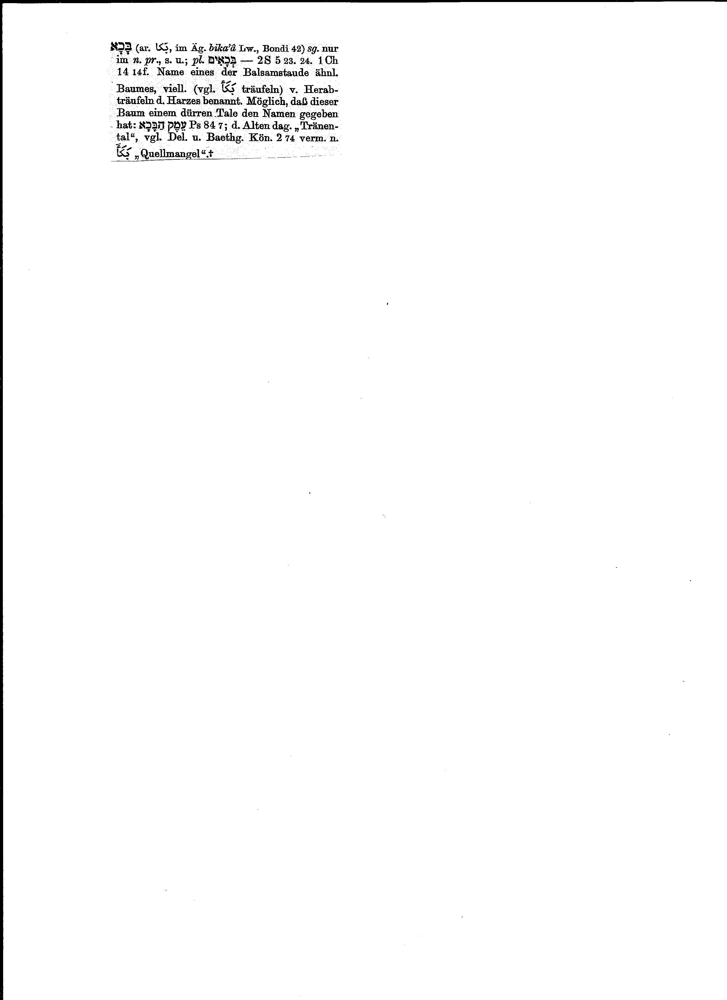 בָּכָא (ar. بَكا, im Äg. bika’â Lw., Bondi 42) sg. nur
im n. pr., s. u.; pl. בְּכָאִים — 2S 5 23. 24. 1 Ch
14 14f. Name eines der Balsamstaude ähnl.
Baumes, viell. (vgl. بَكَأَ träufeln) v. Herab-
träufeln d. Harzes benannt. Möglich, daß dieser
Baum einem dürren Tale den Namen gegeben
hat: עֵמֶק הַבָּכָא Ps 84 7; d. Alten dag. „Tränen-
tal“, vgl. Del. u. Baethg. Kön. 2 74 verm. n.
بَكَأَ „Quellmangel“.†